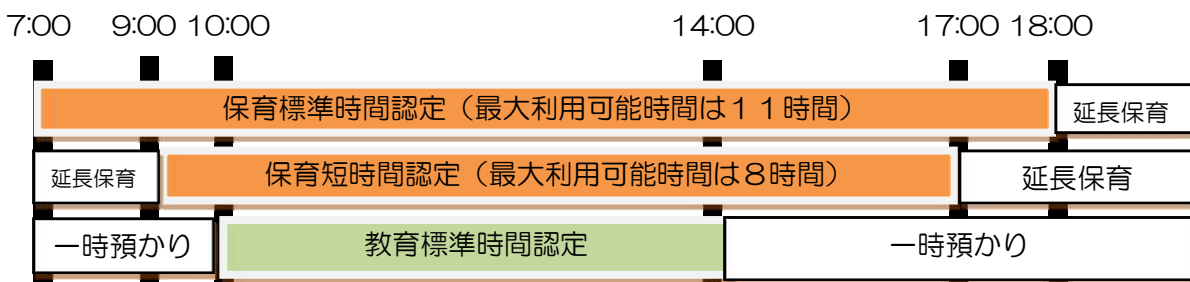 7:00 9:00 10:00 14:00 17:00 18:00
保育標準時間認定（最大利用可能時間は１１時間） 延長保育
延長保育 保育短時間認定（最大利用可能時間は８時間） 延長保育
一時預かり 教育標準時間認定 一時預かり